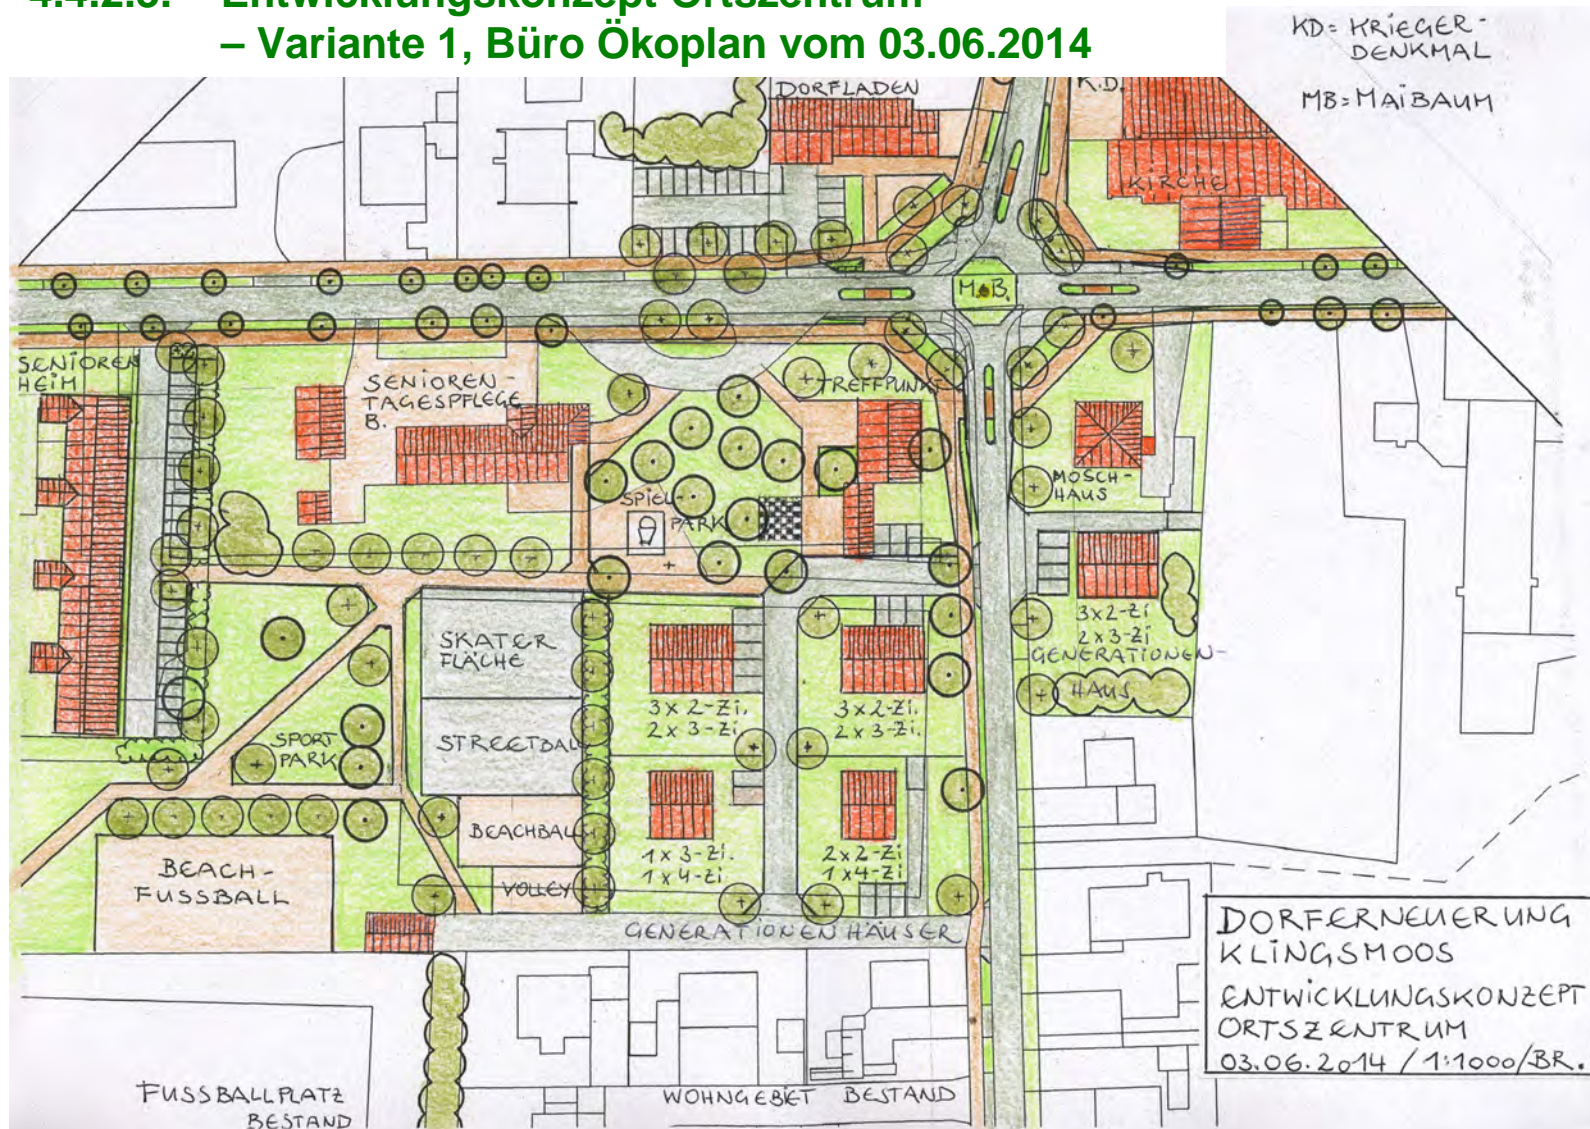 – Variante 1, Büro Ökoplan vom 03.06.2014
KD = KRIEGER-
DENKMAL
MB = MAIBAUM
DORFLADEN
K.D.
KIRCHE
M.B.
SENIOREN
HEIM
SENIOREN-
TAGESPFLEGE
B.
TREFFPUNKT
SPIEL-
PARK
MOSCH-
HAUS
3x2-Zi
2x3-Zi
GENERATIONEN-
HAUS
SKATER
FLÄCHE
STREETBALL
3x2-Zi.
2x3-Zi.
3x2-Zi.
2x3-Zi.
SPORT
PARK
BEACHBALL
VOLLEY
1x3-Zi.
1x4-Zi
2x2-Zi
1x4-Zi
BEACH-
FUSSBALL
GENERATIONEN HÄUSER
DORFERNEUERUNG
KLINGSMOOS
ENTWICKLUNGSKONZEPT
ORTSZENTRUM
03.06.2014 / 1:1000/BR.
FUSSBALLPLATZ
BESTAND
WOHNGEBIET BESTAND